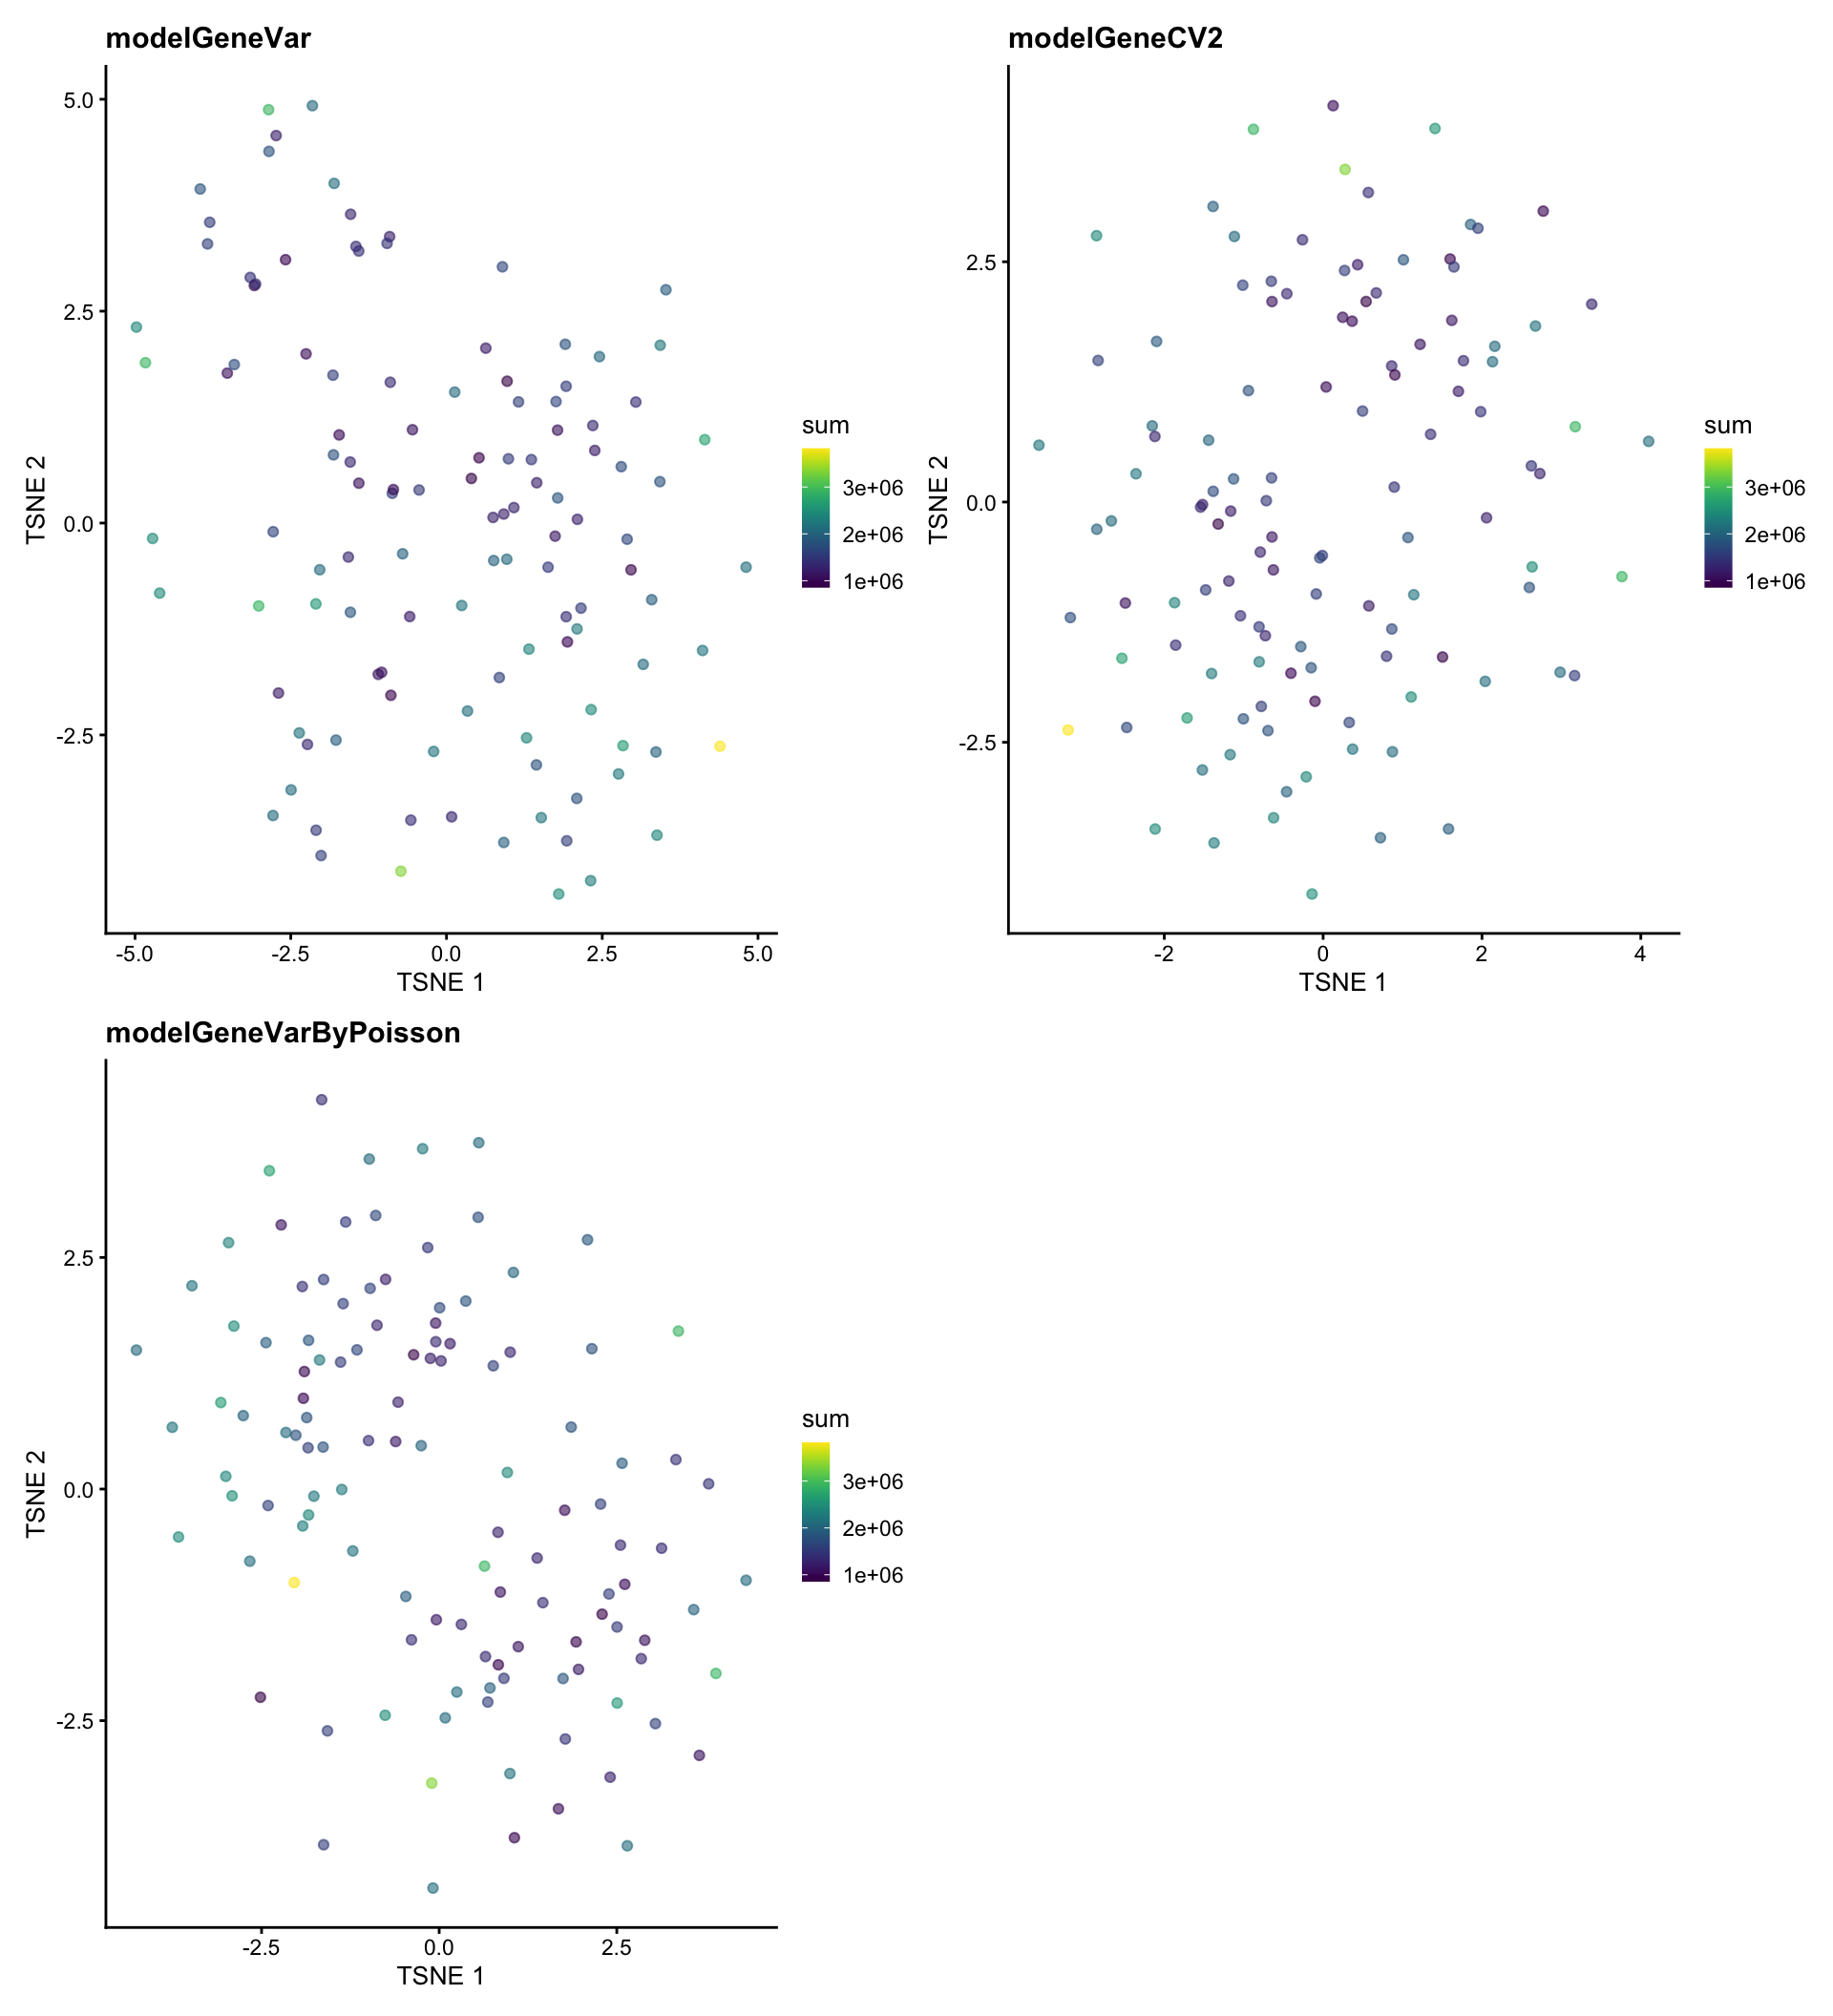 modelGeneVar
TSNE 2
5.0
2.5
0.0
-2.5
-5.0 -2.5 0.0 2.5 5.0
TSNE 1
sum
3e+06
2e+06
1e+06
modelGeneCV2
TSNE 2
2.5
0.0
-2.5
-2 0 2 4
TSNE 1
sum
3e+06
2e+06
1e+06
modelGeneVarByPoisson
TSNE 2
2.5
0.0
-2.5
-2.5 0.0 2.5
TSNE 1
sum
3e+06
2e+06
1e+06